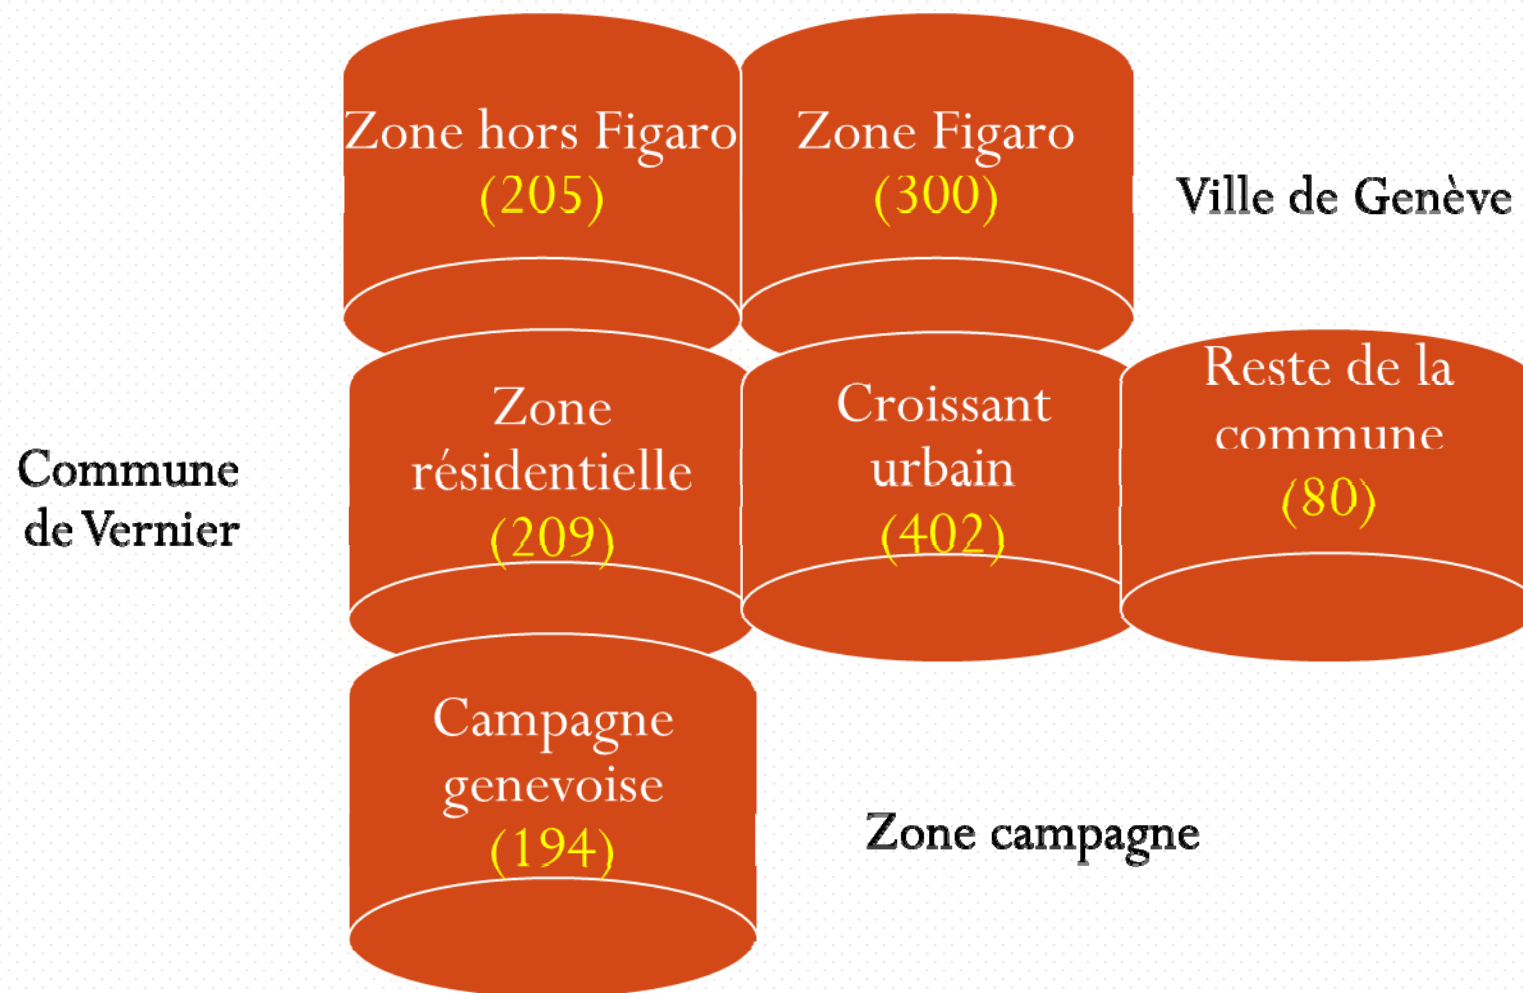 Zone hors Figaro
(205)
Zone Figaro
(300)
Ville de Genève
Commune
de Vernier
Zone
résidentielle
(209)
Croissant
urbain
(402)
Reste de la
commune
(80)
Campagne
genevoise
(194)
Zone campagne